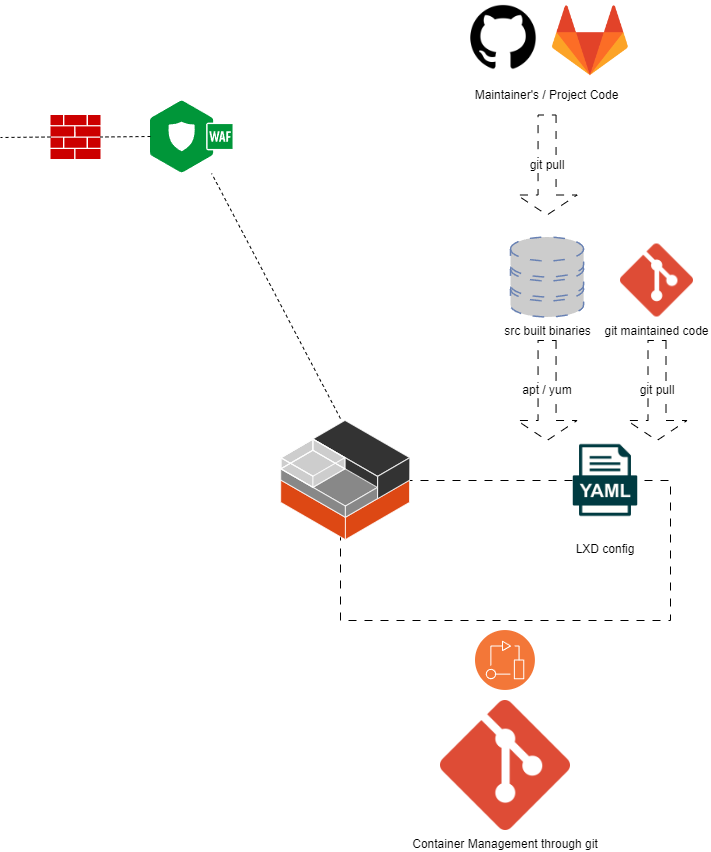 Maintainer's / Project Code
WAF
git pull
src built binaries
git maintained code
apt / yum
git pull
YAML
LXD config
Container Management through git